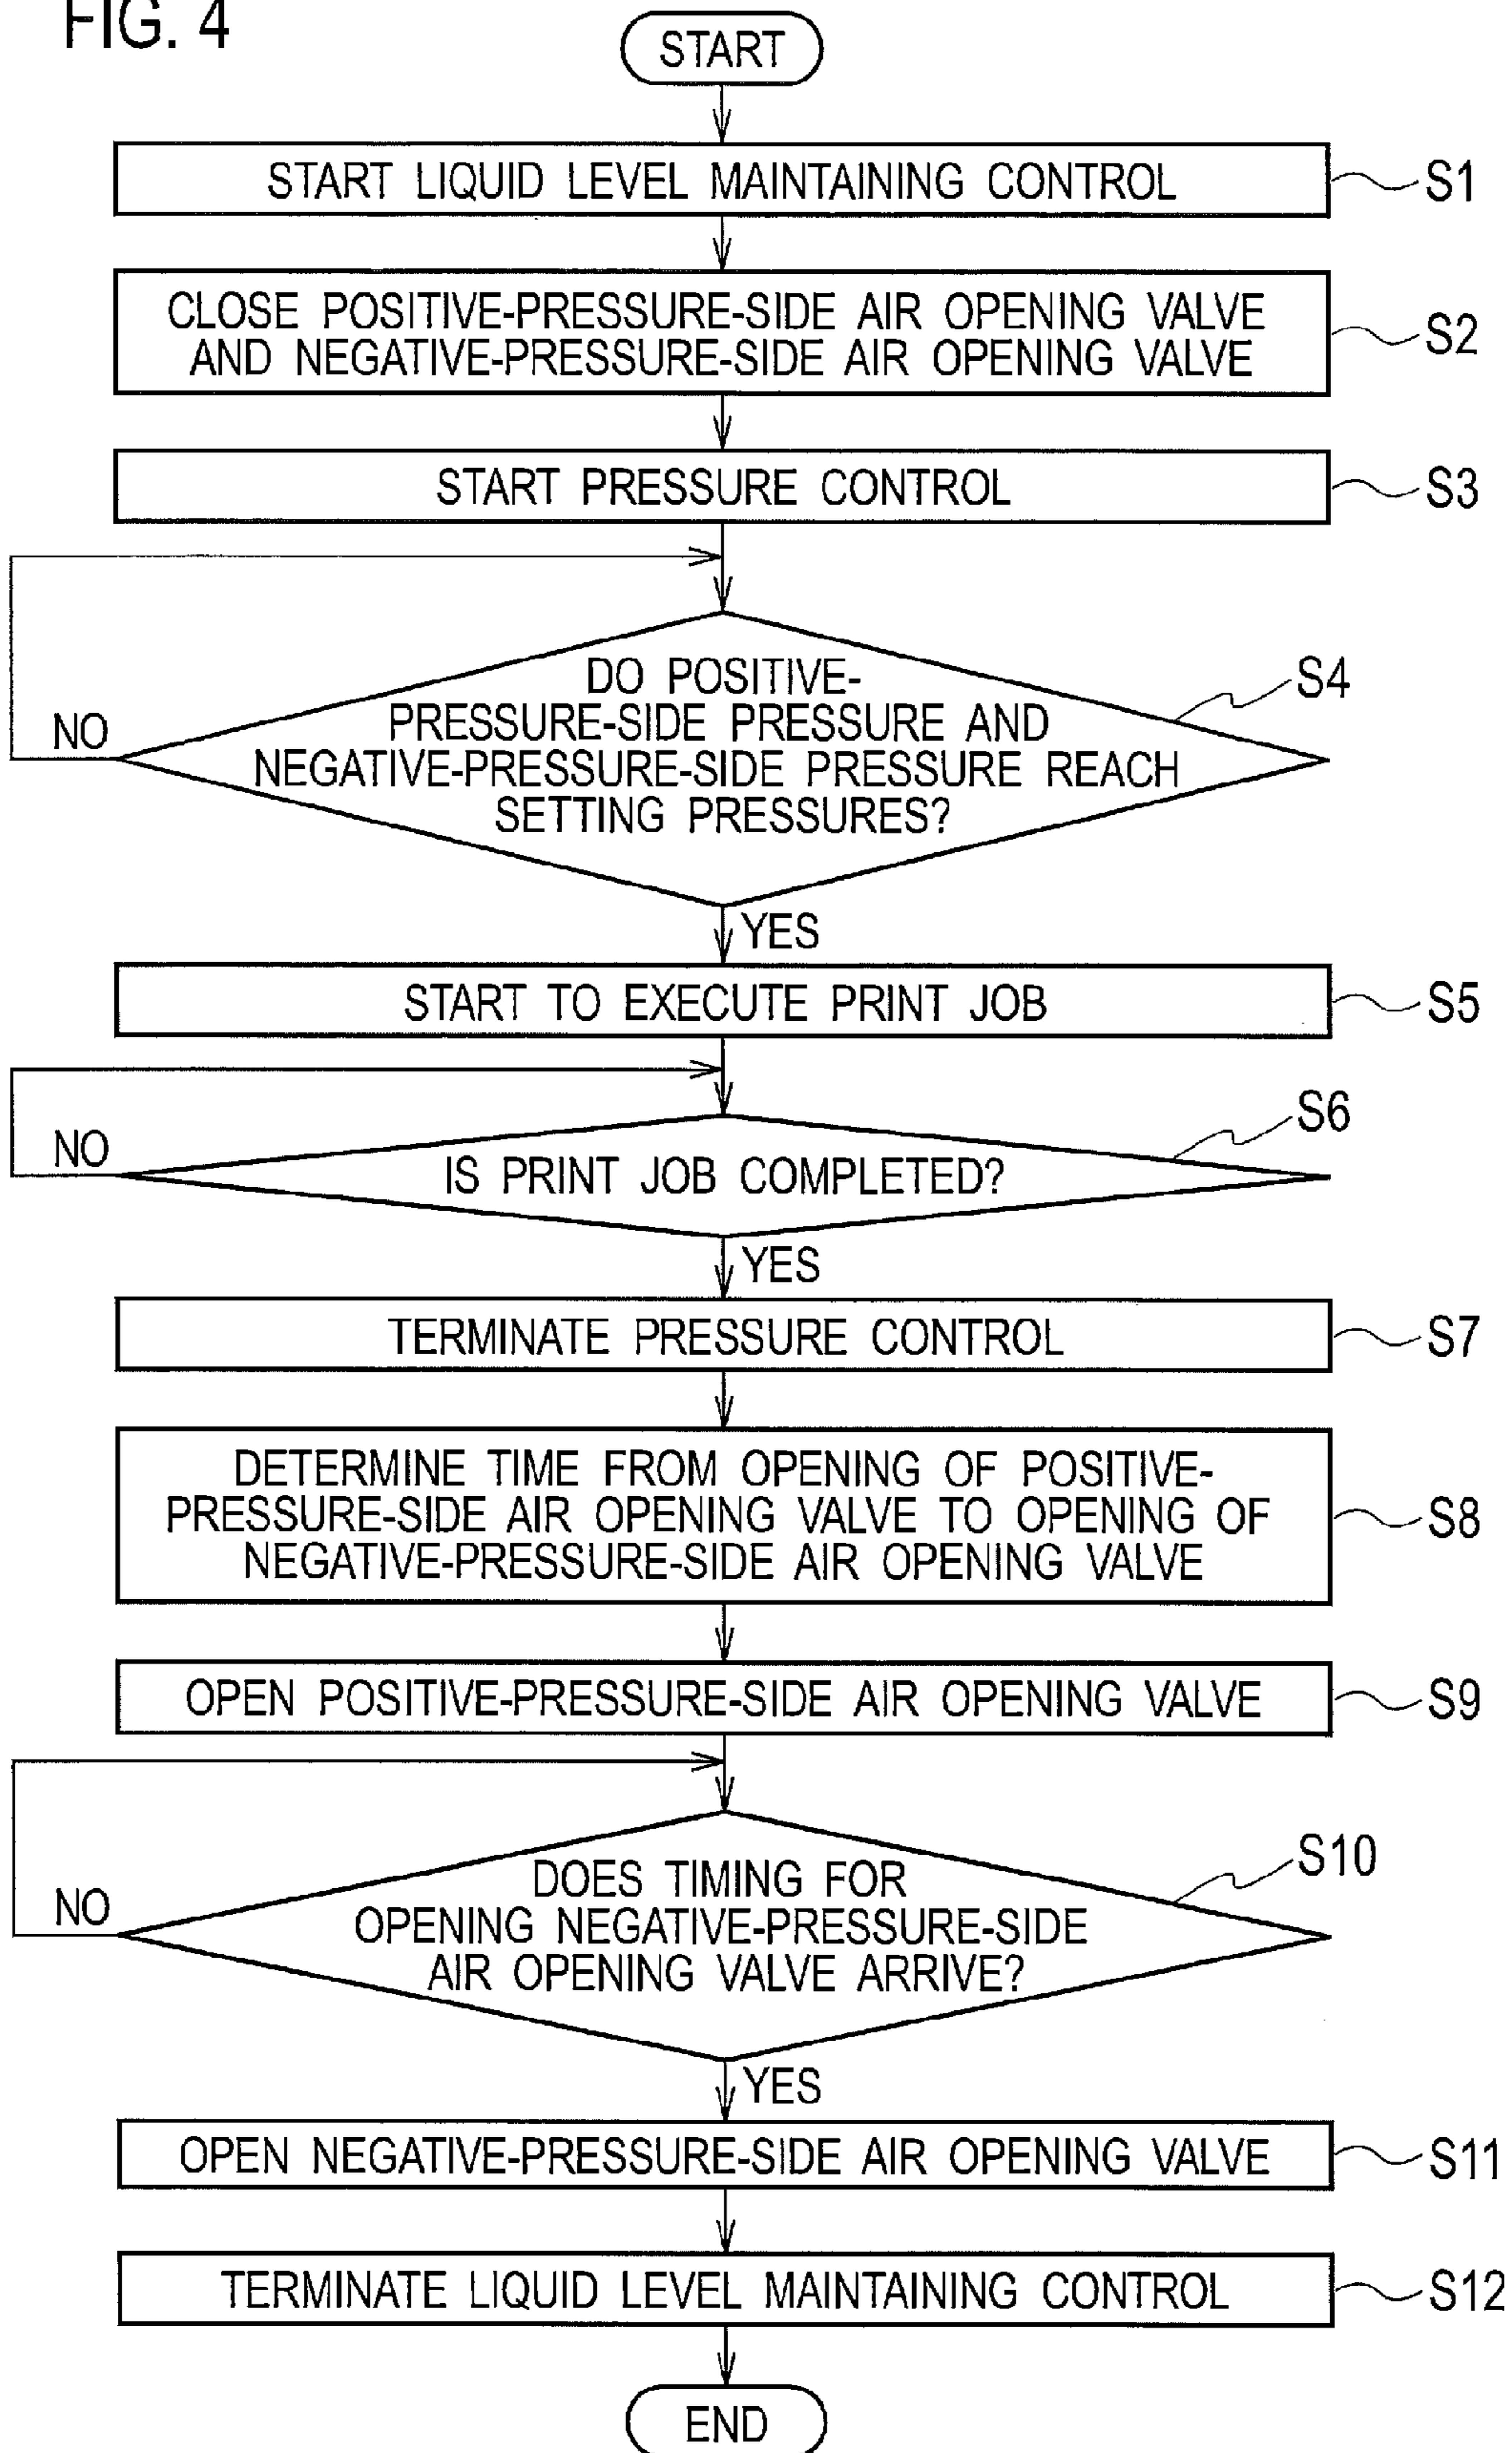 FIG. 4
START
START LIQUID LEVEL MAINTAINING CONTROL
S1
CLOSE POSITIVE-PRESSURE-SIDE AIR OPENING VALVE
AND NEGATIVE-PRESSURE-SIDE AIR OPENING VALVE
S2
START PRESSURE CONTROL
S3
DO POSITIVE-
PRESSURE-SIDE PRESSURE AND
NEGATIVE-PRESSURE-SIDE PRESSURE REACH
SETTING PRESSURES?
S4
NO
YES
START TO EXECUTE PRINT JOB
S5
IS PRINT JOB COMPLETED?
S6
NO
YES
TERMINATE PRESSURE CONTROL
S7
DETERMINE TIME FROM OPENING OF POSITIVE-
PRESSURE-SIDE AIR OPENING VALVE TO OPENING OF
NEGATIVE-PRESSURE-SIDE AIR OPENING VALVE
S8
OPEN POSITIVE-PRESSURE-SIDE AIR OPENING VALVE
S9
DOES TIMING FOR
OPENING NEGATIVE-PRESSURE-SIDE
AIR OPENING VALVE ARRIVE?
S10
NO
YES
OPEN NEGATIVE-PRESSURE-SIDE AIR OPENING VALVE
S11
TERMINATE LIQUID LEVEL MAINTAINING CONTROL
S12
END